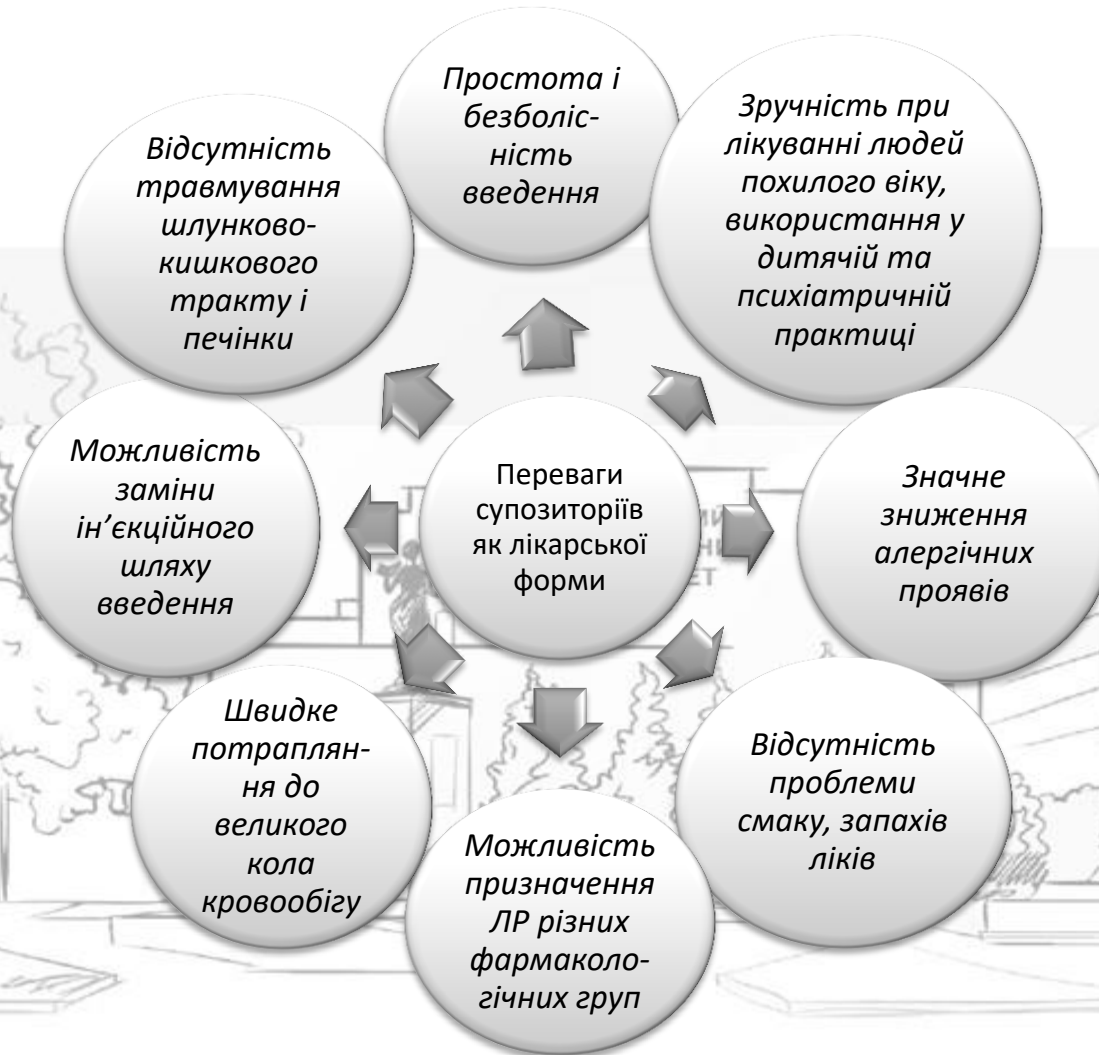 Простота і
безболіс-
ність
введення
Зручність при
лікуванні людей
похилого віку,
використання у
дитячій та
психіатричній
практиці
Значне
зниження
алергічних
проявів
Відсутність
проблеми
смаку, запахів
ліків
Можливість
призначення
ЛР різних
фармаколо-
гічних груп
Швидке
потраплян-
ня до
великого
кола
кровообігу
Можливість
заміни
ін’єкційного
шляху
введення
Відсутність
травмування
шлунково-
кишкового
тракту і
печінки
Переваги
супозиторіїв
як лікарської
форми